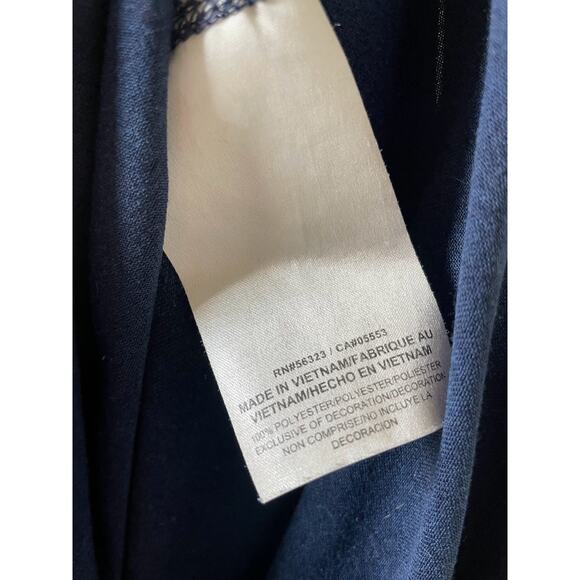 RN#56323 / CA#05553
MADE IN VIETNAM/FABRIQUE AU
VIETNAM/HECHO EN VIETNAM
100% POLYESTER/POLYESTER/POLIESTER
EXCLUSIVE OF DECORATION/DECORATION
NON COMPRISE/NO INCLUYE LA
DECORACION